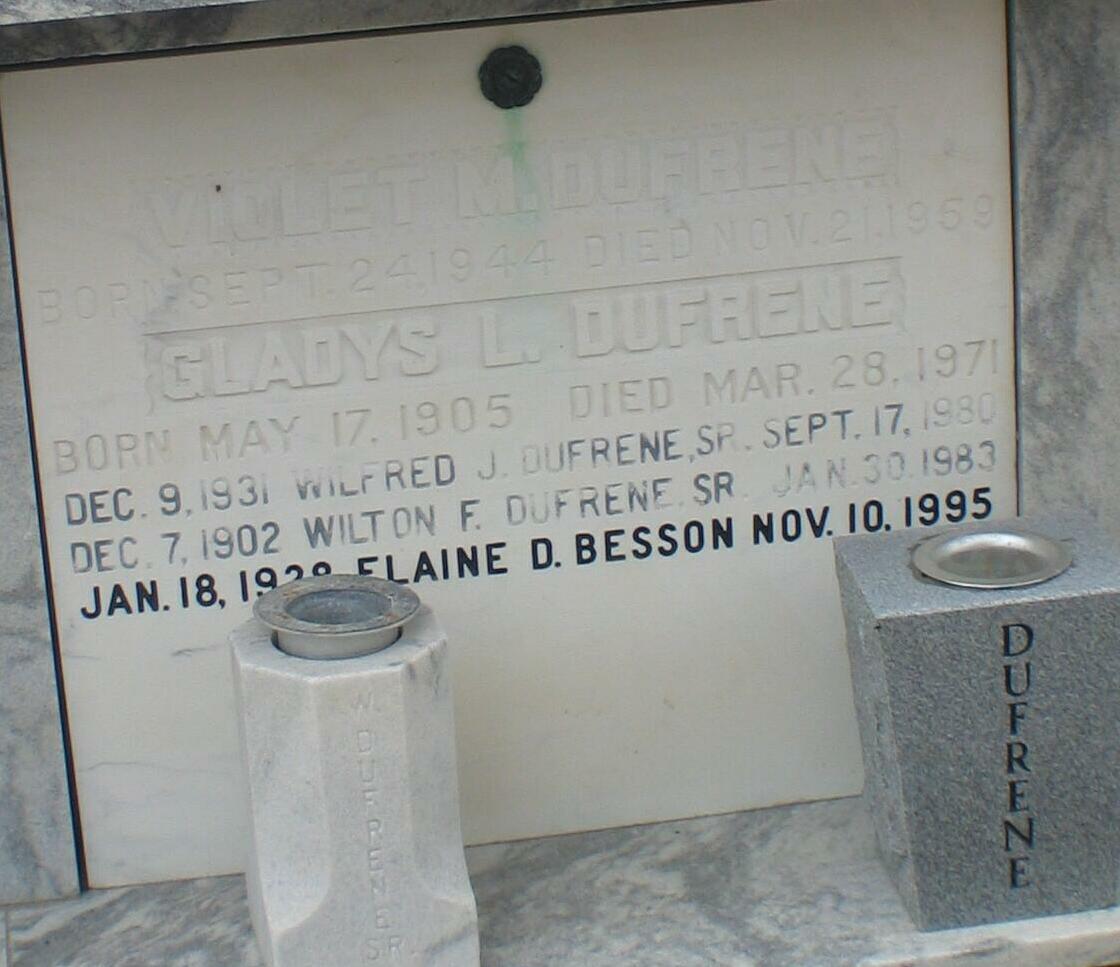 VIOLET M. DUFRENE
BORN SEPT. 24, 1944 DIED NOV. 21, 1959
GLADYS L. DUFRENE
BORN MAY 17, 1905 DIED MAR. 28, 1971
DEC. 9, 1931 WILFRED J. DUFRENE, SR. SEPT. 17, 1980
DEC. 7, 1902 WILTON F. DUFRENE, SR. JAN. 30, 1983
JAN. 18, ELAINE D. BESSON NOV. 10, 1995
W. DUFRENE SR.
DUFRENE